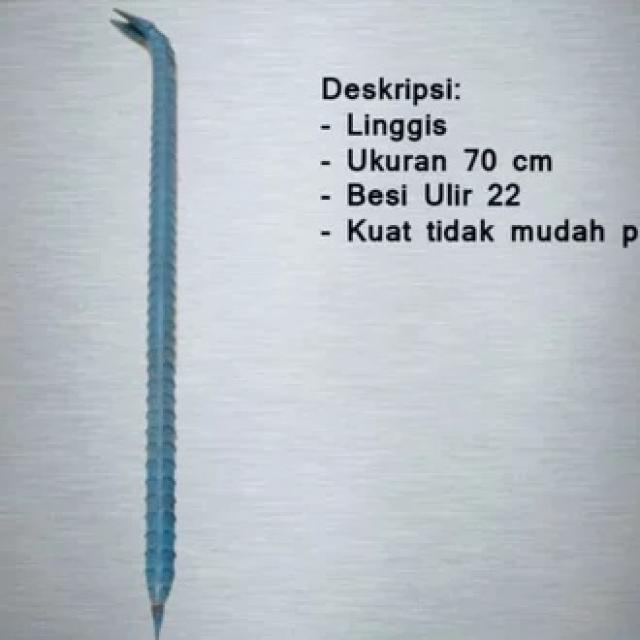 Deskripsi:
- Linggis
- Ukuran 70 cm
- Besi Ulir 22
- Kuat tidak mudah p